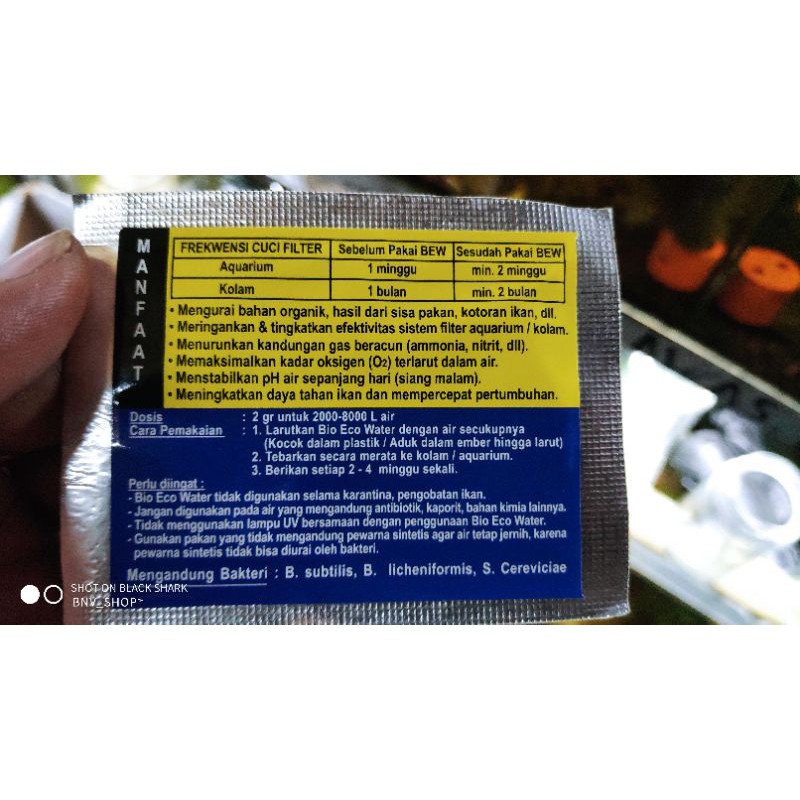 MANFAAT
FREKWENSI CUCI FILTER Sebelum Pakai BEW Sesudah Pakai BEW
Aquarium 1 minggu min. 2 minggu
Kolam 1 bulan min. 2 bulan
• Mengurai bahan organik, hasil dari sisa pakan, kotoran ikan, dll.
• Meringankan & tingkatkan efektivitas sistem filter aquarium / kolam.
• Menurunkan kandungan gas beracun (ammonia, nitrit, dll).
• Memaksimalkan kadar oksigen (O2) terlarut dalam air.
• Menstabilkan pH air sepanjang hari (siang malam).
• Meningkatkan daya tahan ikan dan mempercepat pertumbuhan.
Dosis : 2 gr untuk 2000-8000 L air
Cara Pemakaian : 1. Larutkan Bio Eco Water dengan air secukupnya
(Kocok dalam plastik / Aduk dalam ember hingga larut)
2. Tebarkan secara merata ke kolam / aquarium.
3. Berikan setiap 2 - 4 minggu sekali.
Perlu diingat :
- Bio Eco Water tidak digunakan selama karantina, pengobatan ikan.
- Jangan digunakan pada air yang mengandung antibiotik, kaporit, bahan kimia lainnya.
- Tidak menggunakan lampu UV bersamaan dengan penggunaan Bio Eco Water.
- Gunakan pakan yang tidak mengandung pewarna sintetis agar air tetap jernih, karena
pewarna sintetis tidak bisa diurai oleh bakteri.
Mengandung Bakteri : B. subtilis, B. licheniformis, S. Cereviciae
SHOT ON BLACK SHARK
BNV_SHOP~